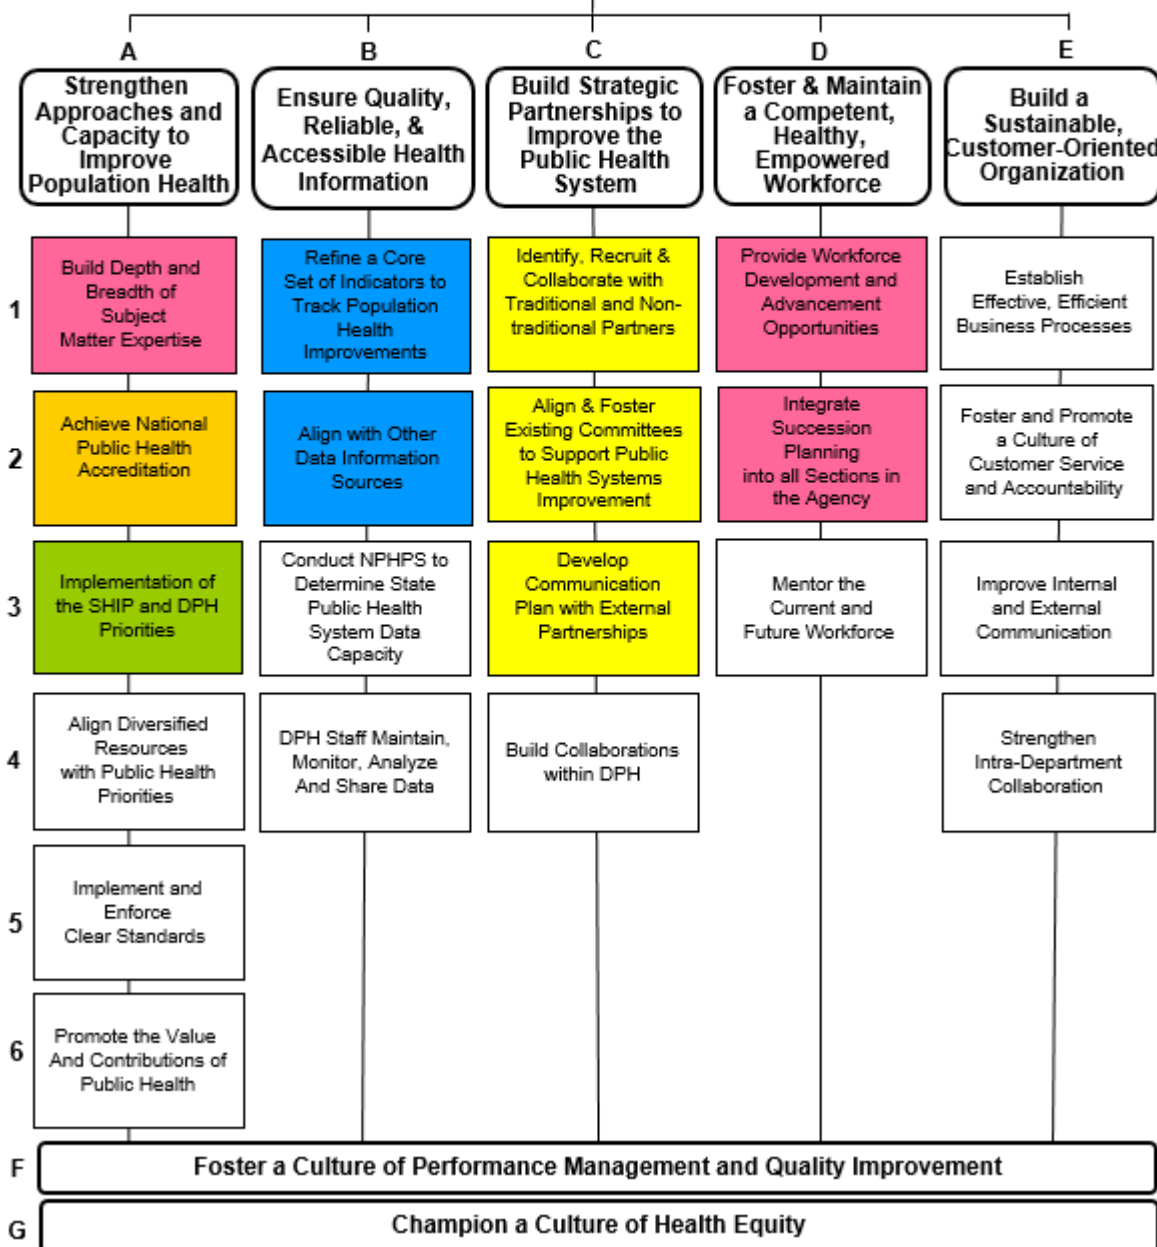 A
B
C
D
E
Strengthen
Approaches and
Capacity to
Improve
Population Health
Ensure Quality,
Reliable, &
Accessible Health
Information
Build Strategic
Partnerships to
Improve the
Public Health
System
Foster & Maintain
a Competent,
Healthy,
Empowered
Workforce
Build a
Sustainable,
Customer-Oriented
Organization
1
Build Depth and
Breadth of
Subject
Matter Expertise
Refine a Core
Set of Indicators to
Track Population
Health
Improvements
Identify, Recruit &
Collaborate with
Traditional and Non-
traditional Partners
Provide Workforce
Development and
Advancement
Opportunities
Establish
Effective, Efficient
Business Processes
2
Achieve National
Public Health
Accreditation
Align with Other
Data Information
Sources
Align & Foster
Existing Committees
to Support Public
Health Systems
Improvement
Integrate
Succession
Planning
into all Sections in
the Agency
Foster and Promote
a Culture of
Customer Service
and Accountability
3
Implementation of
the SHIP and DPH
Priorities
Conduct NPHPS to
Determine State
Public Health
System Data
Capacity
Develop
Communication
Plan with External
Partnerships
Mentor the
Current and
Future Workforce
Improve Internal
and External
Communication
4
Align Diversified
Resources
with Public Health
Priorities
DPH Staff Maintain,
Monitor, Analyze
And Share Data
Build Collaborations
within DPH
Strengthen
Intra-Department
Collaboration
5
Implement and
Enforce
Clear Standards
6
Promote the Value
And Contributions of
Public Health
F
Foster a Culture of Performance Management and Quality Improvement
G
Champion a Culture of Health Equity